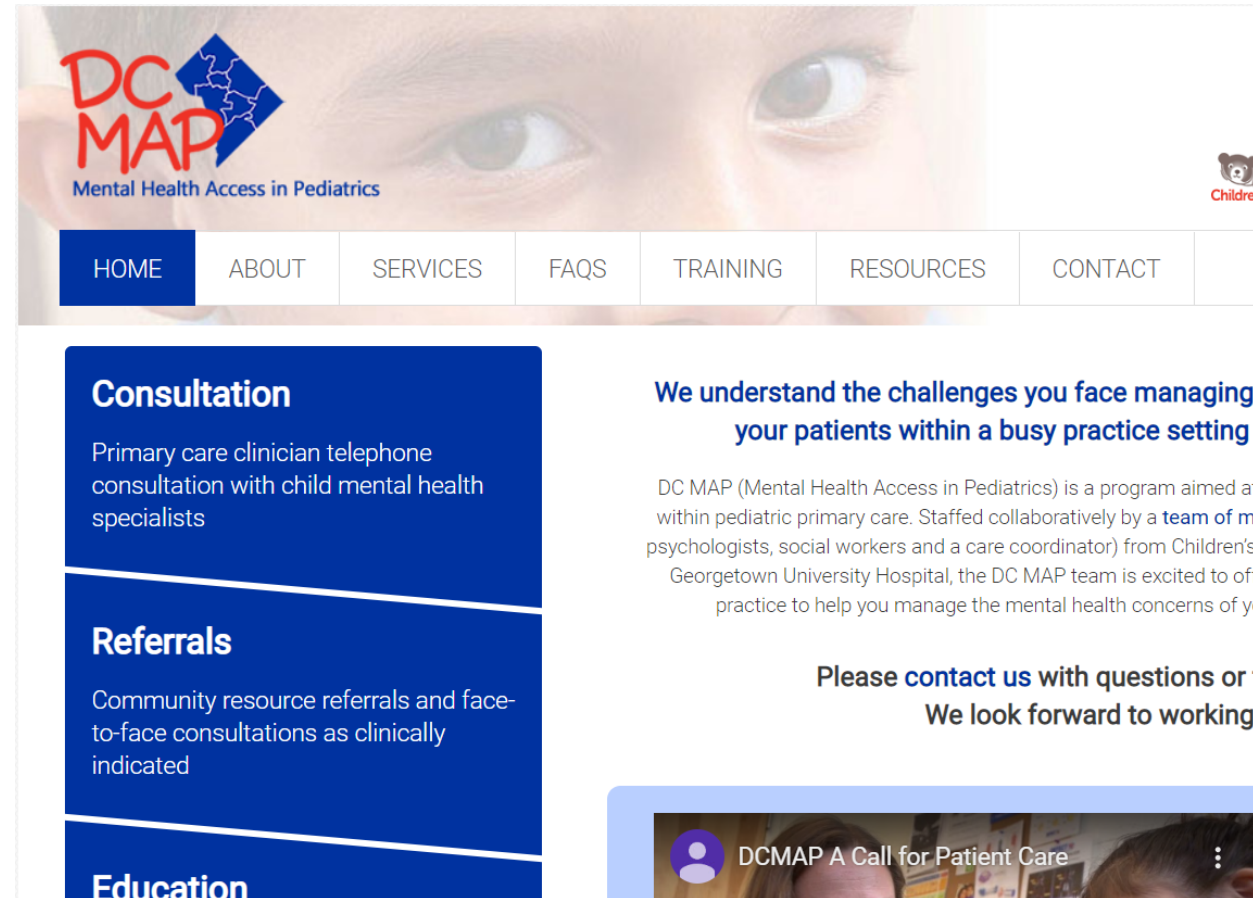 DC
MAP
Mental Health Access in Pediatrics
HOME ABOUT SERVICES FAQS TRAINING RESOURCES CONTACT
Consultation
Primary care clinician telephone
consultation with child mental health
specialists
Referrals
Community resource referrals and face-
to-face consultations as clinically
indicated
Education
We understand the challenges you face managing
your patients within a busy practice setting
DC MAP (Mental Health Access in Pediatrics) is a program aimed
within pediatric primary care. Staffed collaboratively by a team of
psychologists, social workers and a care coordinator) from Children's
Georgetown University Hospital, the DC MAP team is excited to
practice to help you manage the mental health concerns of
Please contact us with questions or
We look forward to working
DCMAP A Call for Patient Care